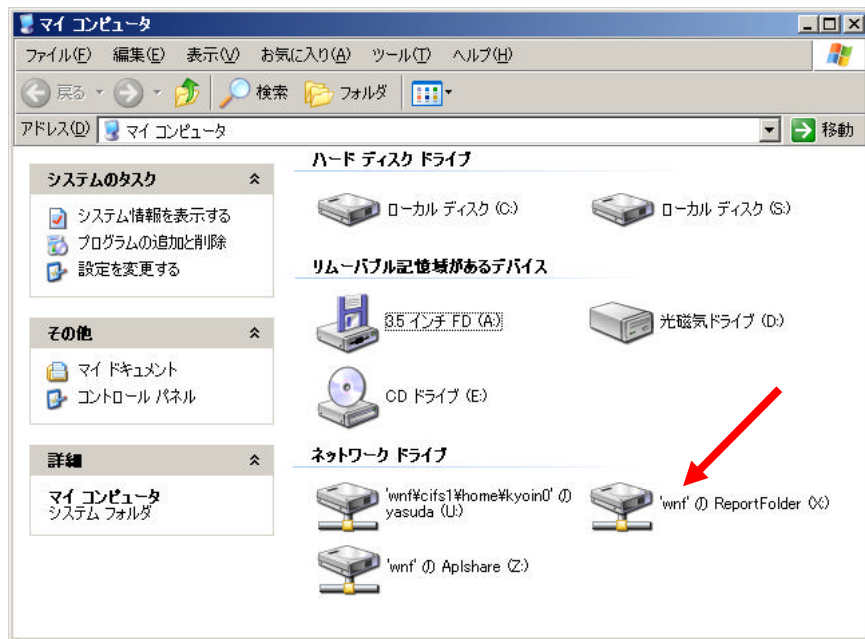 マイ コンピュータ
ファイル(F) 編集(E) 表示(V) お気に入り(A) ツール(T) ヘルプ(H)
戻る 検索 フォルダ
アドレス(D) マイ コンピュータ 移動
システムのタスク
システム情報を表示する
プログラムの追加と削除
設定を変更する
その他
マイ ドキュメント
コントロール パネル
詳細
マイ コンピュータ
システム フォルダ
ハード ディスク ドライブ
ローカル ディスク (C:) ローカル ディスク (S:)
リムーバブル記憶域があるデバイス
3.5 インチ FD (A:) 光磁気ドライブ (D:)
CD ドライブ (E:)
ネットワーク ドライブ
'wnf¥cifs1¥home¥kyoin0' の
yasuda (U:)
'wnf' の ReportFolder (X:)
'wnf' の Aplshare (Z:)